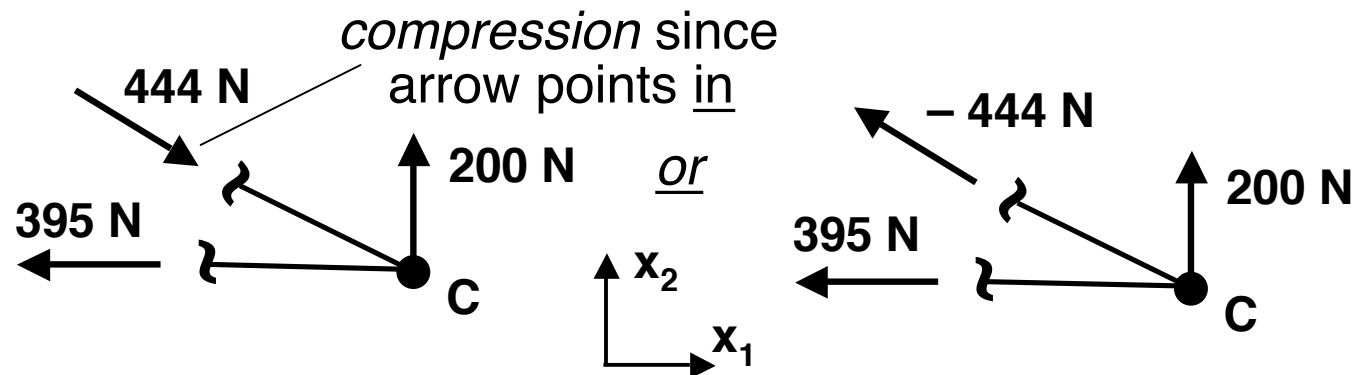 compression since
arrow points in
444 N
– 444 N
200 N
or
200 N
395 N
395 N
x₂
C
C
x₁